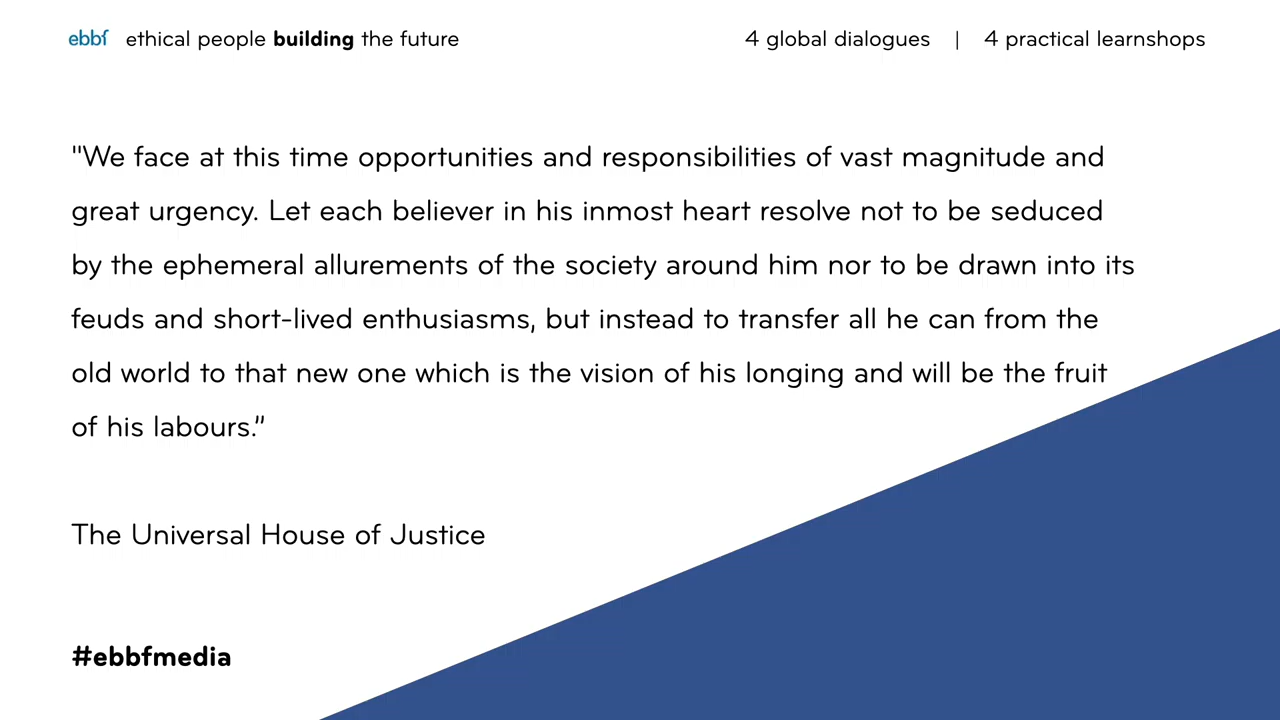 ebbf ethical people building the future 4 global dialogues | 4 practical learnshops
"We face at this time opportunities and responsibilities of vast magnitude and
great urgency. Let each believer in his inmost heart resolve not to be seduced
by the ephemeral allurements of the society around him nor to be drawn into its
feuds and short-lived enthusiasms, but instead to transfer all he can from the
old world to that new one which is the vision of his longing and will be the fruit
of his labours.”
The Universal House of Justice
#ebbfmedia